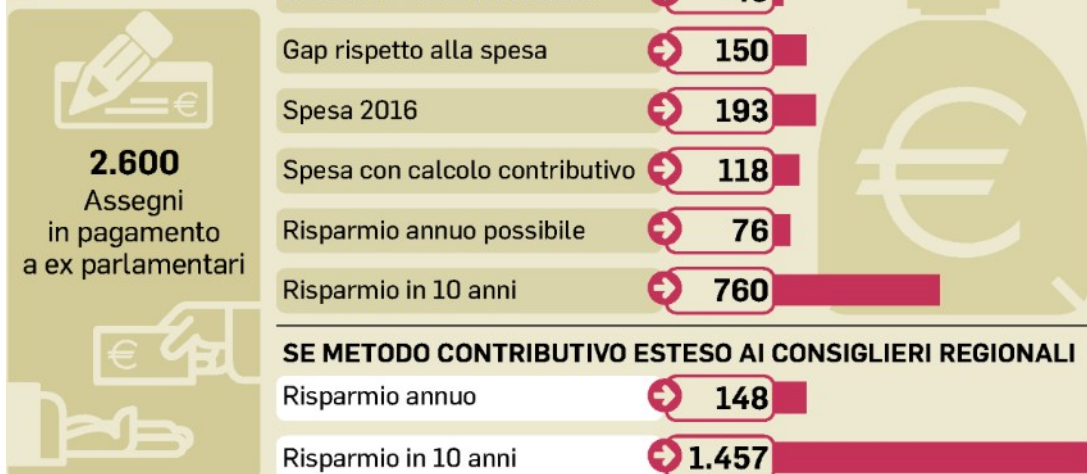 Gap rispetto alla spesa 150
Spesa 2016 193
Spesa con calcolo contributivo 118
Risparmio annuo possibile 76
Risparmio in 10 anni 760
2.600
Assegni
in pagamento
a ex parlamentari
SE METODO CONTRIBUTIVO ESTESO AI CONSIGLIERI REGIONALI
Risparmio annuo 148
Risparmio in 10 anni 1.457